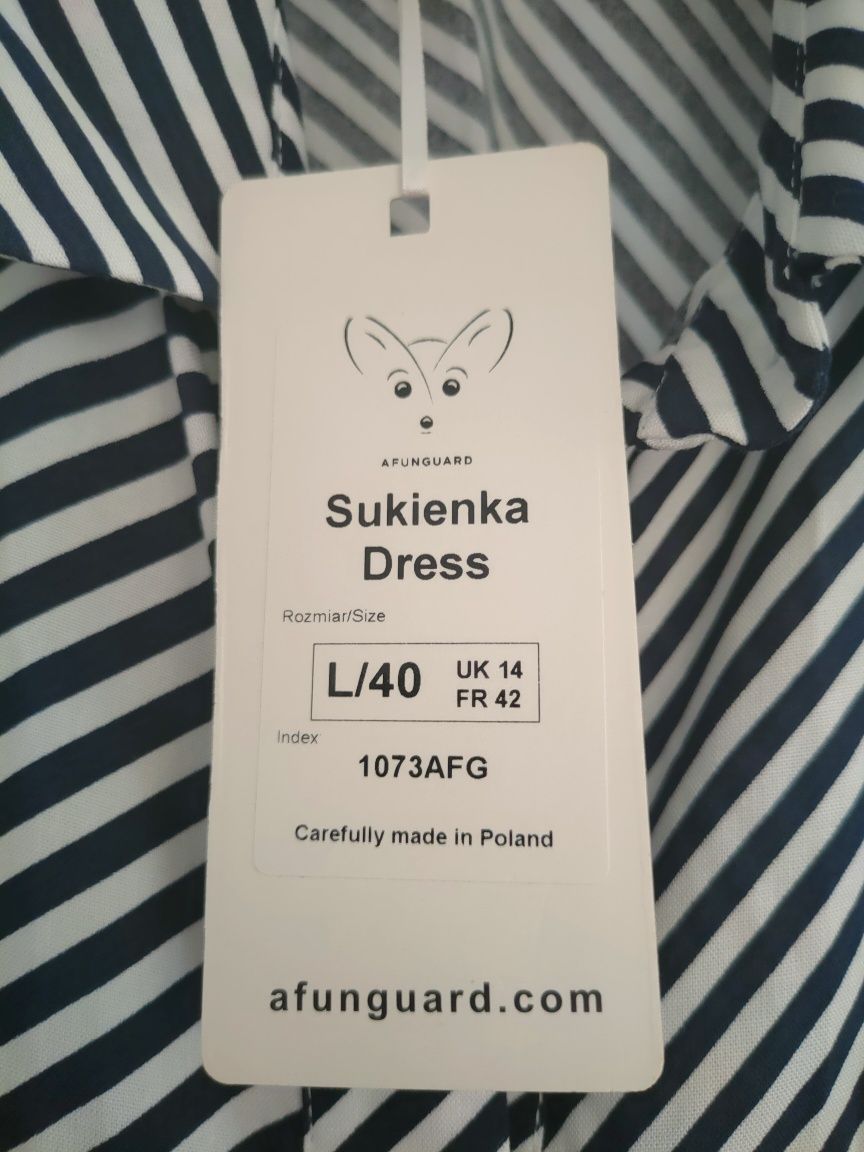 AFUNGUARD
Sukienka
Dress
Rozmiar/Size
L/40
UK 14
FR 42
Index
1073AFG
Carefully made in Poland
afunguard.com